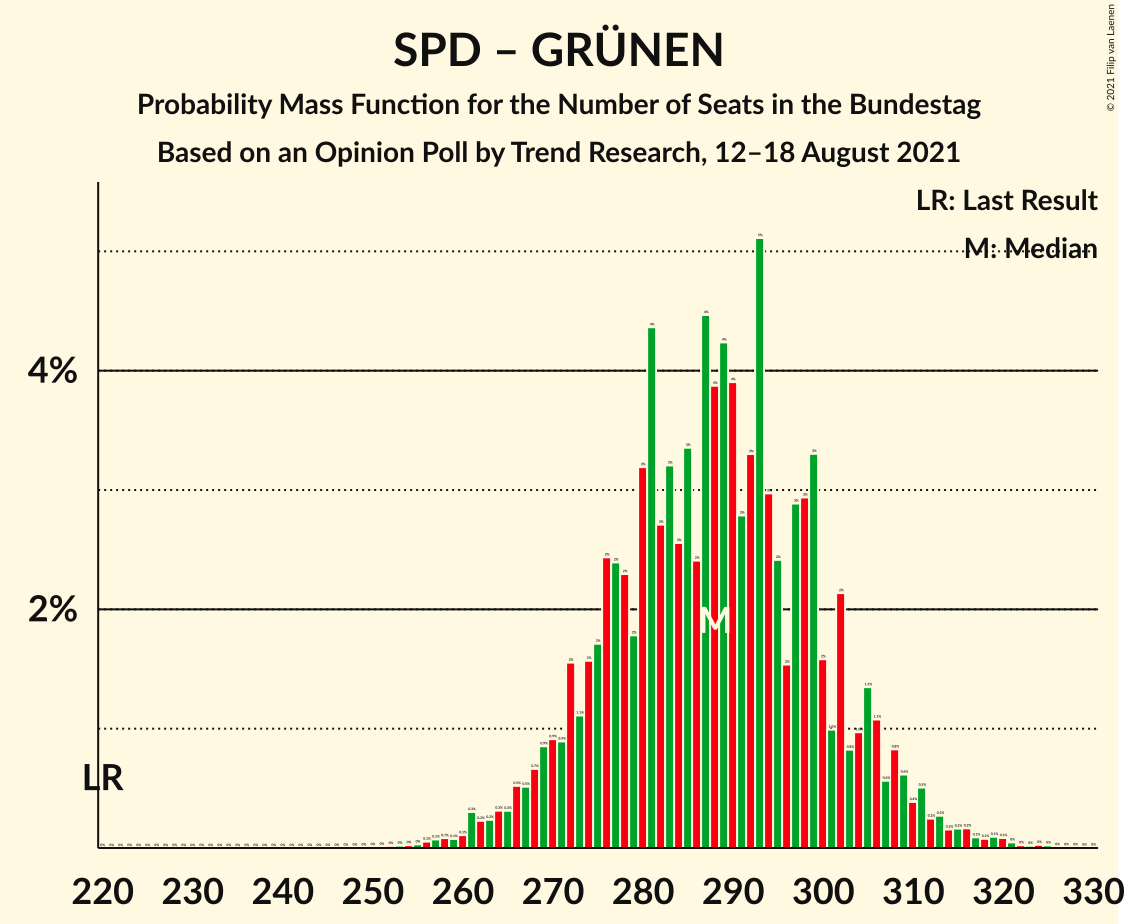 SPD – GRÜNEN
Probability Mass Function for the Number of Seats in the Bundestag
Based on an Opinion Poll by Trend Research, 12–18 August 2021
© 2021 Filip van Laenen
LR: Last Result
M: Median
4%
2%
M
LR
220 230 240 250 260 270 280 290 300 310 320 330